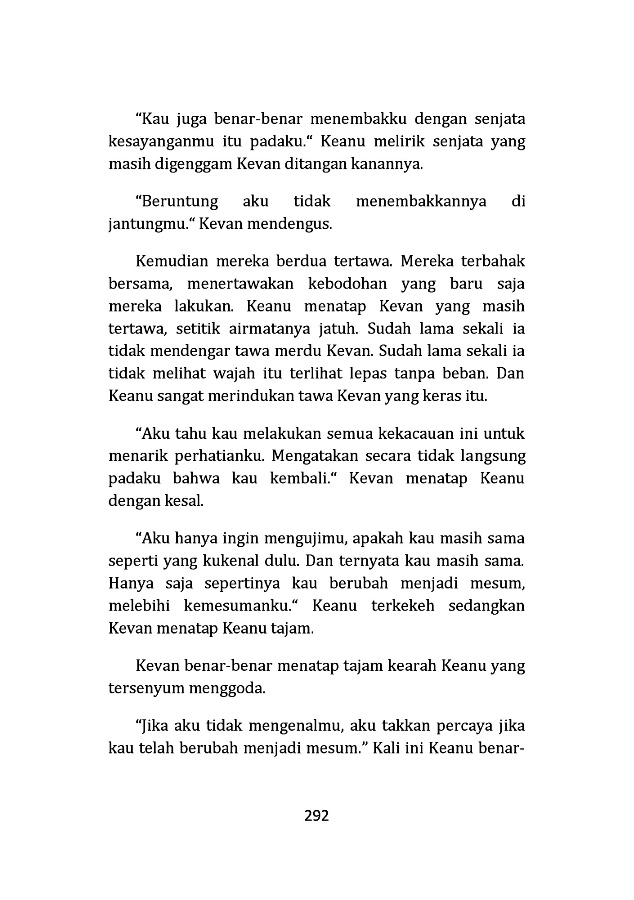 “Kau juga benar-benar menembakku dengan senjata
kesayanganmu itu padaku.“ Keanu melirik senjata yang
masih digenggam Kevan ditangan kanannya.
“Beruntung aku tidak menembakkannya di
jantungmu.“ Kevan mendengus.
Kemudian mereka berdua tertawa. Mereka terbahak
bersama, menertawakan kebodohan yang baru saja
mereka lakukan. Keanu menatap Kevan yang masih
tertawa, setitik airmatanya jatuh. Sudah lama sekali ia
tidak mendengar tawa merdu Kevan. Sudah lama sekali ia
tidak melihat wajah itu terlihat lepas tanpa beban. Dan
Keanu sangat merindukan tawa Kevan yang keras itu.
“Aku tahu kau melakukan semua kekacauan ini untuk
menarik perhatianku. Mengatakan secara tidak langsung
padaku bahwa kau kembali.“ Kevan menatap Keanu
dengan kesal.
“Aku hanya ingin mengujimu, apakah kau masih sama
seperti yang kukenal dulu. Dan ternyata kau masih sama.
Hanya saja sepertinya kau berubah menjadi mesum,
melebihi kemesumanku.“ Keanu terkekeh sedangkan
Kevan menatap Keanu tajam.
Kevan benar-benar menatap tajam kearah Keanu yang
tersenyum menggoda.
“Jika aku tidak mengenalmu, aku takkan percaya jika
kau telah berubah menjadi mesum.” Kali ini Keanu benar-
292